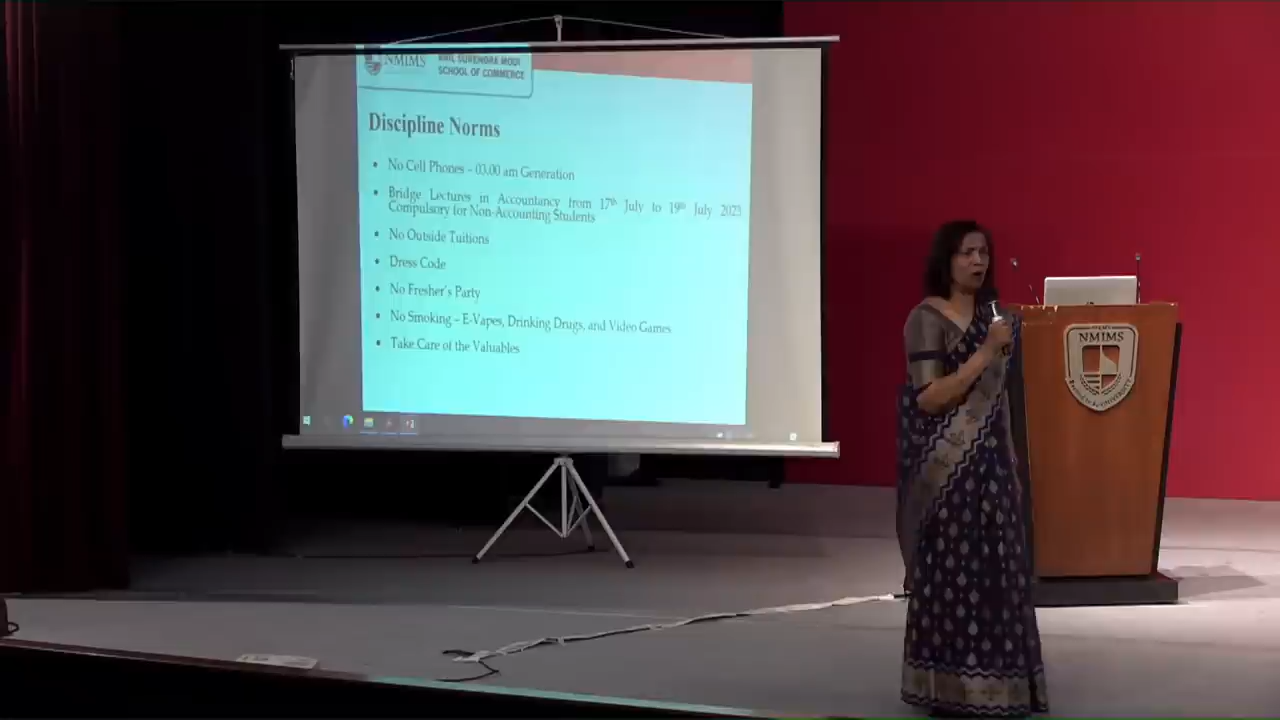 NMIMS
ANIL SURENDRA MODI
SCHOOL OF COMMERCE
Discipline Norms
• No Cell Phones – 03.00 am Generation
• Bridge Lectures in Accountancy from 17th July to 19th July 2023
Compulsory for Non-Accounting Students
• No Outside Tuitions
• Dress Code
• No Fresher's Party
• No Smoking – E-Vapes, Drinking Drugs, and Video Games
• Take Care of the Valuables
NMIMS